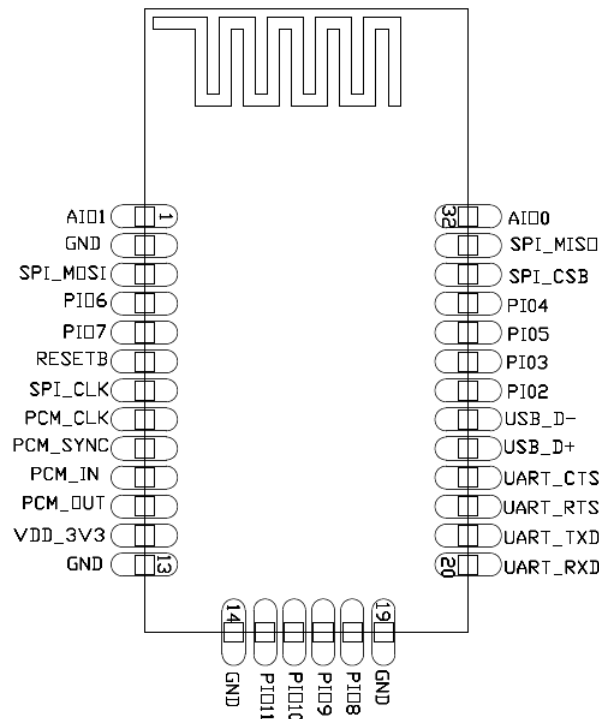 AIO1 1 32 AIO0
GND SPI_MISO
SPI_MOSI SPI_CSB
PIO6 PIO4
PIO7 PIO5
RESETB PIO3
SPI_CLK PIO2
PCM_CLK USB_D-
PCM_SYNC USB_D+
PCM_IN UART_CTS
PCM_OUT UART_RTS
VDD_3V3 UART_TXD
GND 13 20 UART_RXD
14 19
GND PIO11 PIO10 PIO9 PIO8 GND